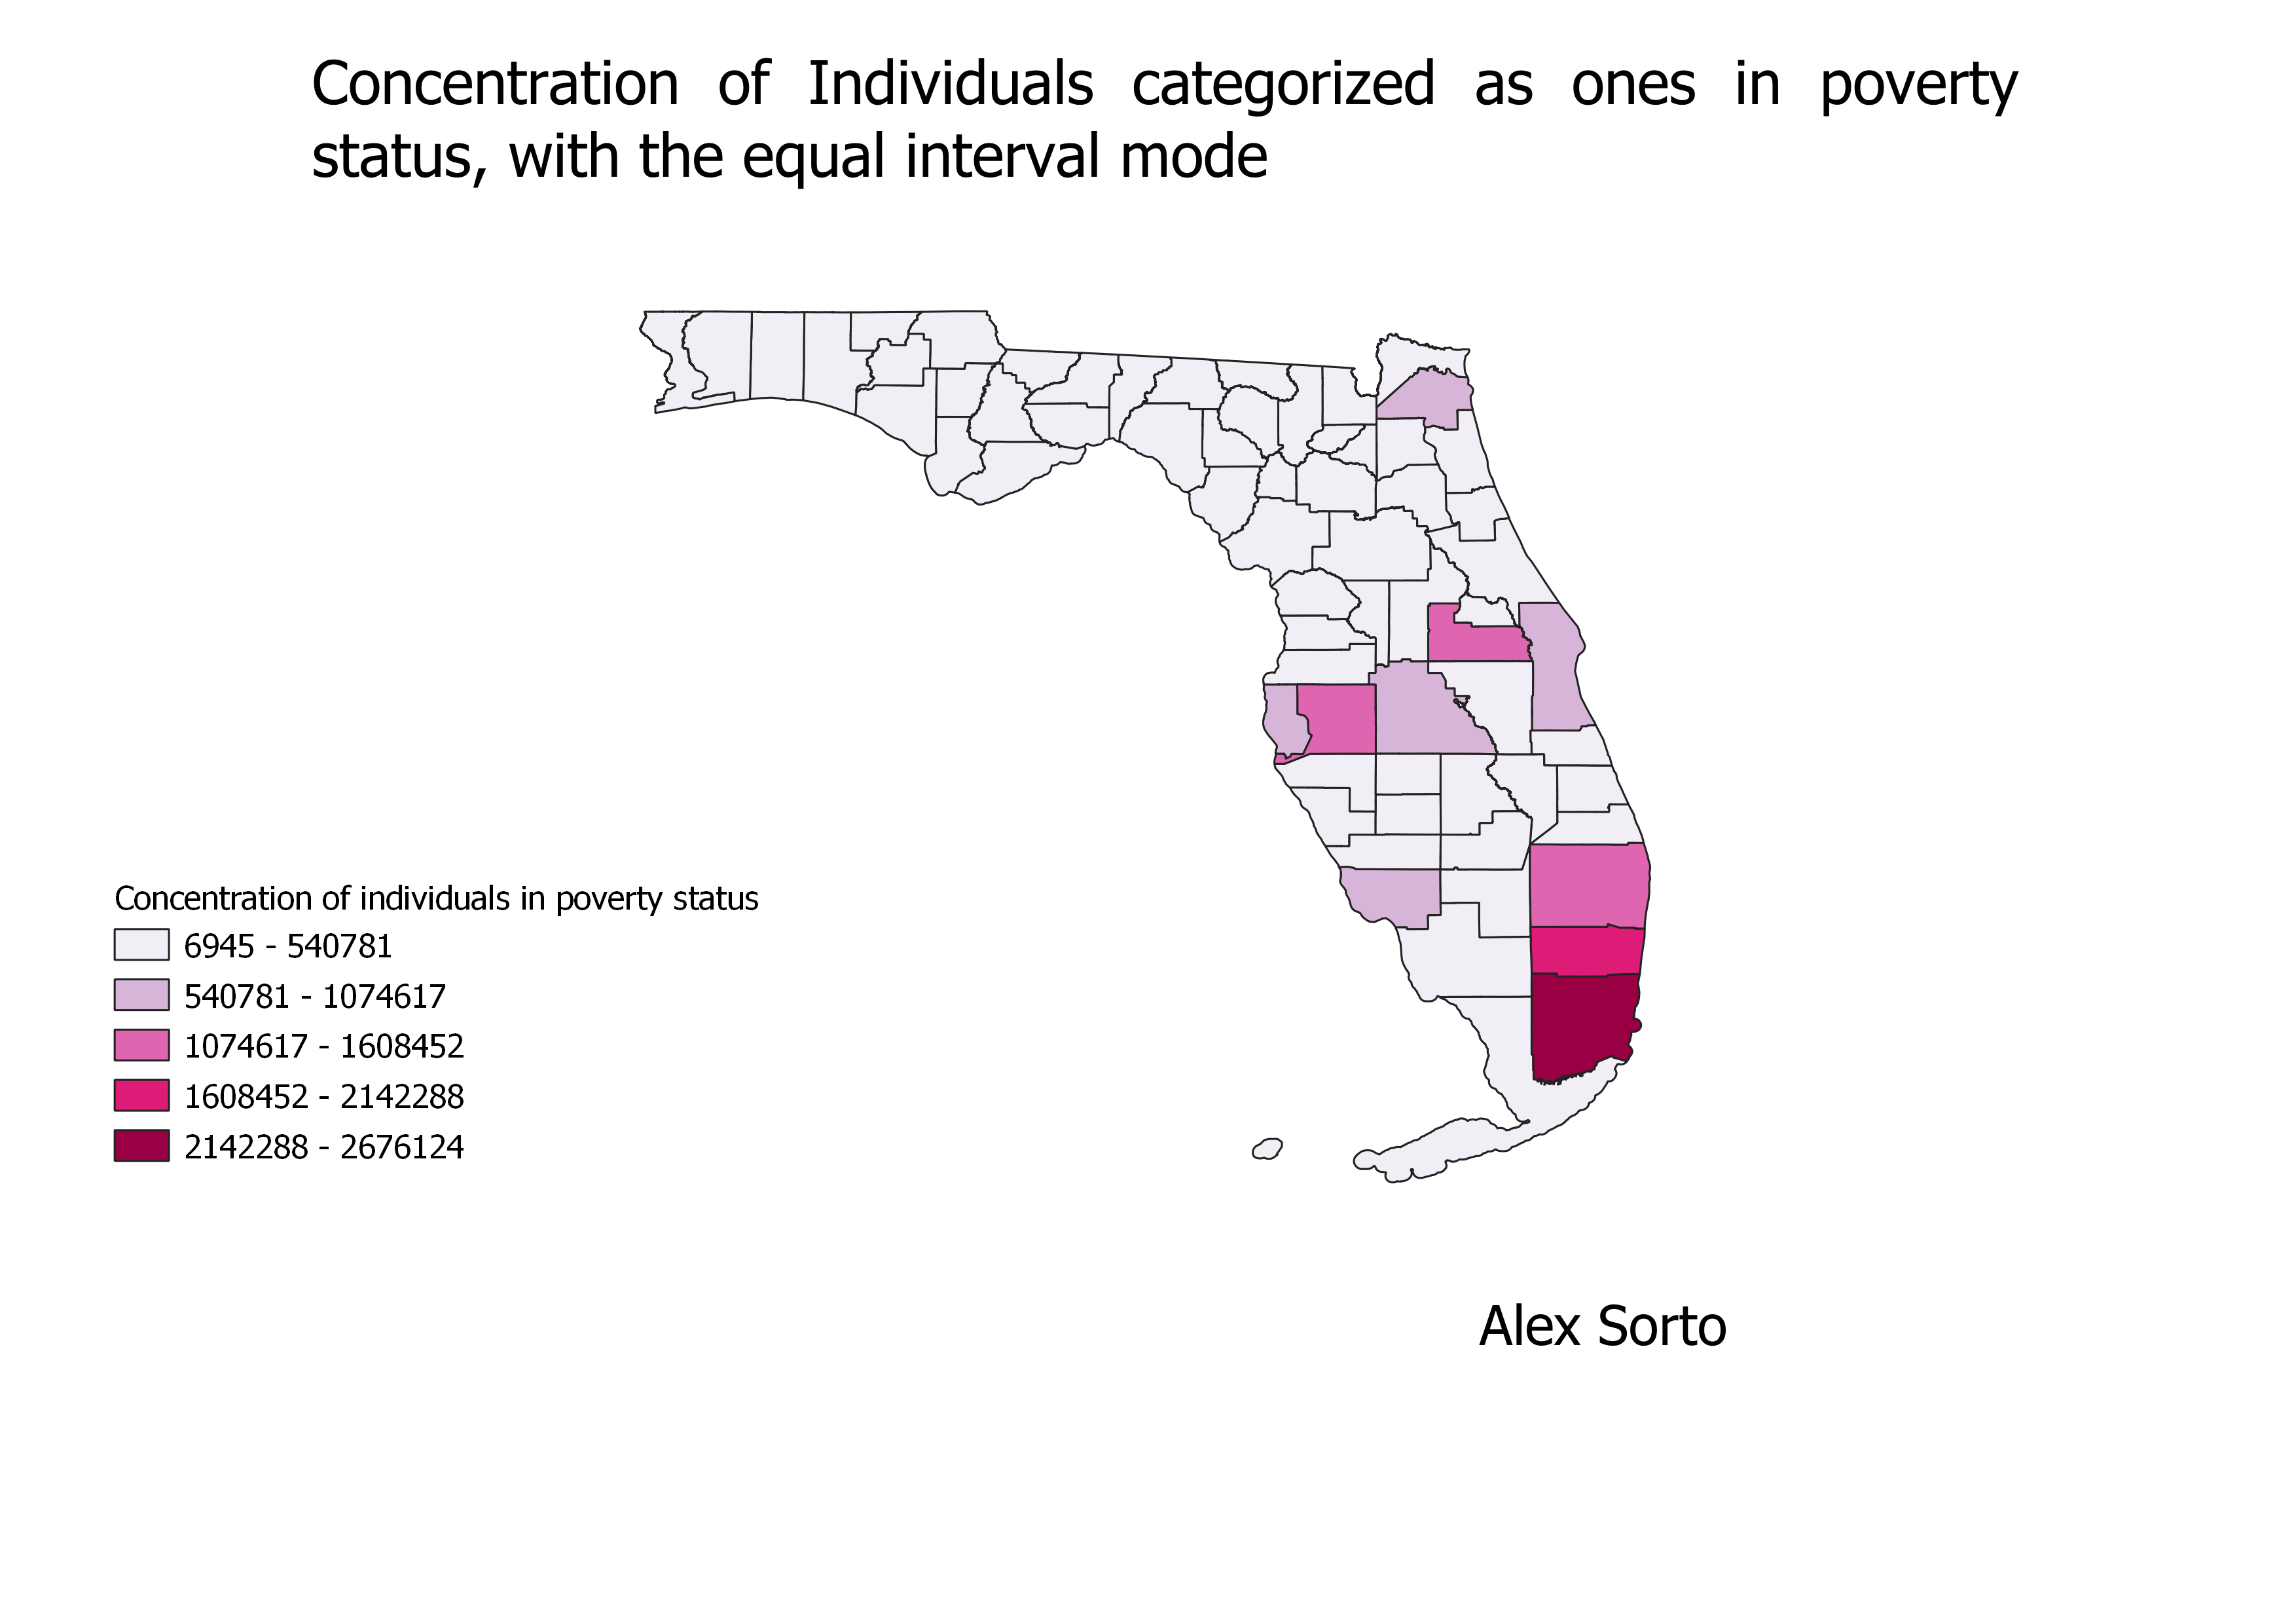 Concentration of Individuals categorized as ones in poverty
status, with the equal interval mode
Concentration of individuals in poverty status
6945 - 540781
540781 - 1074617
1074617 - 1608452
1608452 - 2142288
2142288 - 2676124
Alex Sorto